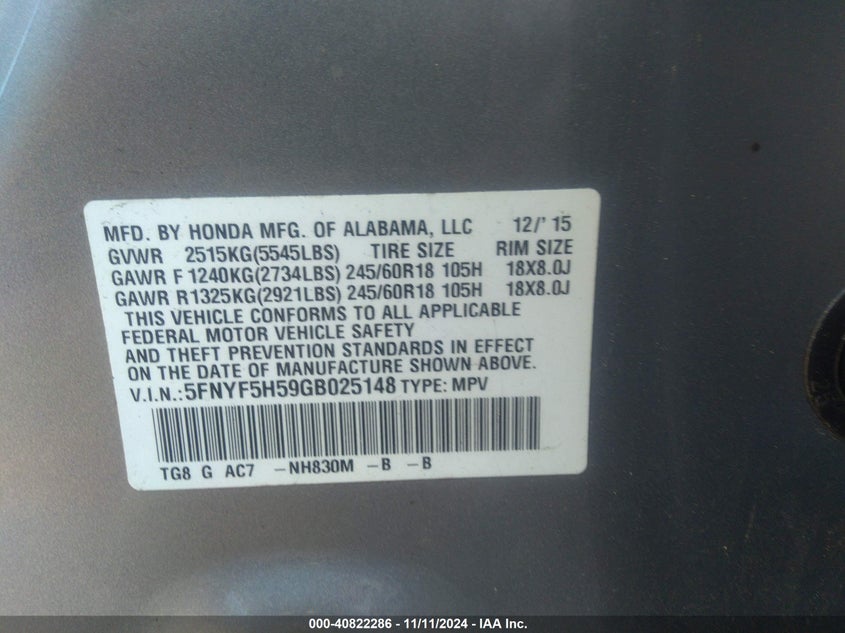 MFD. BY HONDA MFG. OF ALABAMA, LLC 12/' 15
GVWR 2515KG(5545LBS) TIRE SIZE RIM SIZE
GAWR F 1240KG(2734LBS) 245/60R18 105H 18X8.0J
GAWR R1325KG(2921LBS) 245/60R18 105H 18X8.0J
THIS VEHICLE CONFORMS TO ALL APPLICABLE
FEDERAL MOTOR VEHICLE SAFETY
AND THEFT PREVENTION STANDARDS IN EFFECT
ON THE DATE OF MANUFACTURE SHOWN ABOVE.
V.I.N.:5FNYF5H59GB025148 TYPE: MPV
TG8 G AC7 -NH830M -B -B
000-40822286 - 11/11/2024 - IAA Inc.